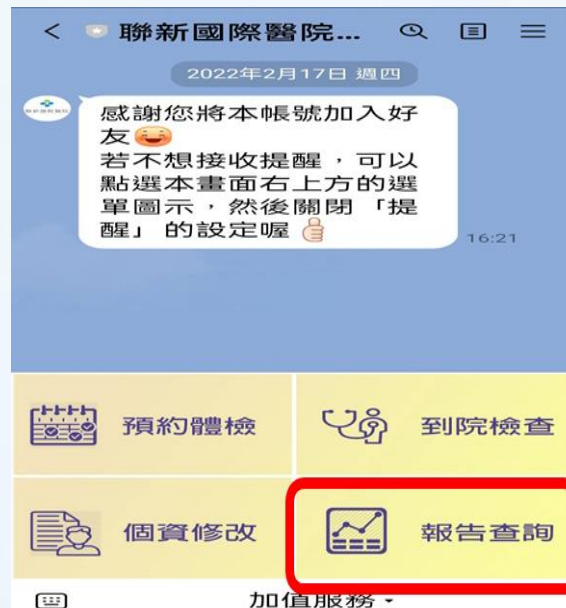 聯新國際醫院...
2022年2月17日 週四
感謝您將本帳號加入好
友
若不想接收提醒，可以
點選本畫面右上方的選
單圖示，然後關閉「提
醒」的設定喔
16:21
預約體檢
到院檢查
個資修改
報告查詢
加值服務